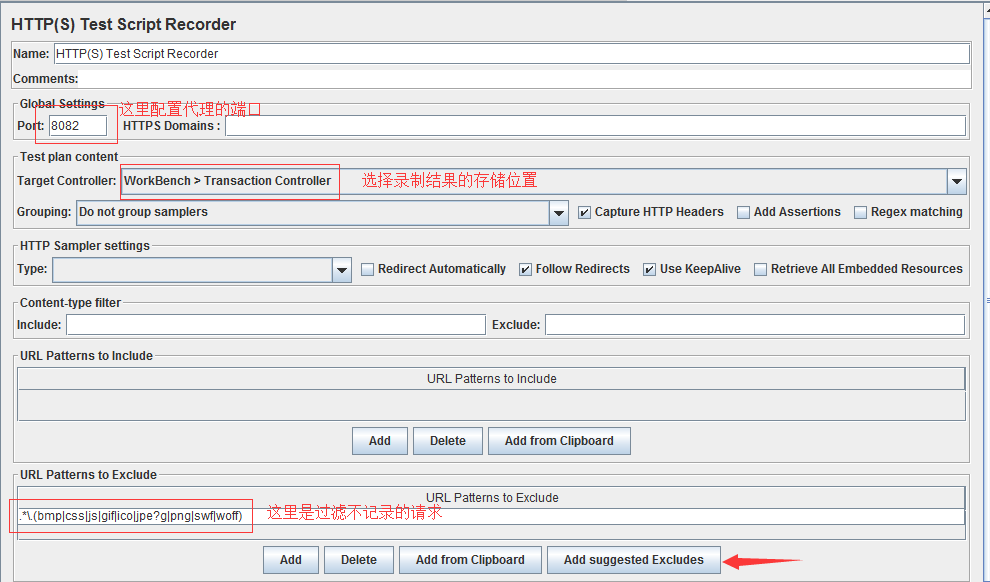 HTTP(S) Test Script Recorder
Name: HTTP(S) Test Script Recorder
Comments:
Global Settings 这里配置代理的端口
Port: 8082 HTTPS Domains :
Test plan content
Target Controller: WorkBench > Transaction Controller 选择录制结果的存储位置
Grouping: Do not group samplers Capture HTTP Headers Add Assertions Regex matching
HTTP Sampler settings
Type: Redirect Automatically Follow Redirects Use KeepAlive Retrieve All Embedded Resources
Content-type filter
Include: Exclude:
URL Patterns to Include
URL Patterns to Include
Add Delete Add from Clipboard
URL Patterns to Exclude
URL Patterns to Exclude
.*\.(bmp|css|js|gif|ico|jpe?g|png|swf|woff) 这里是过滤不记录的请求
Add Delete Add from Clipboard Add suggested Excludes